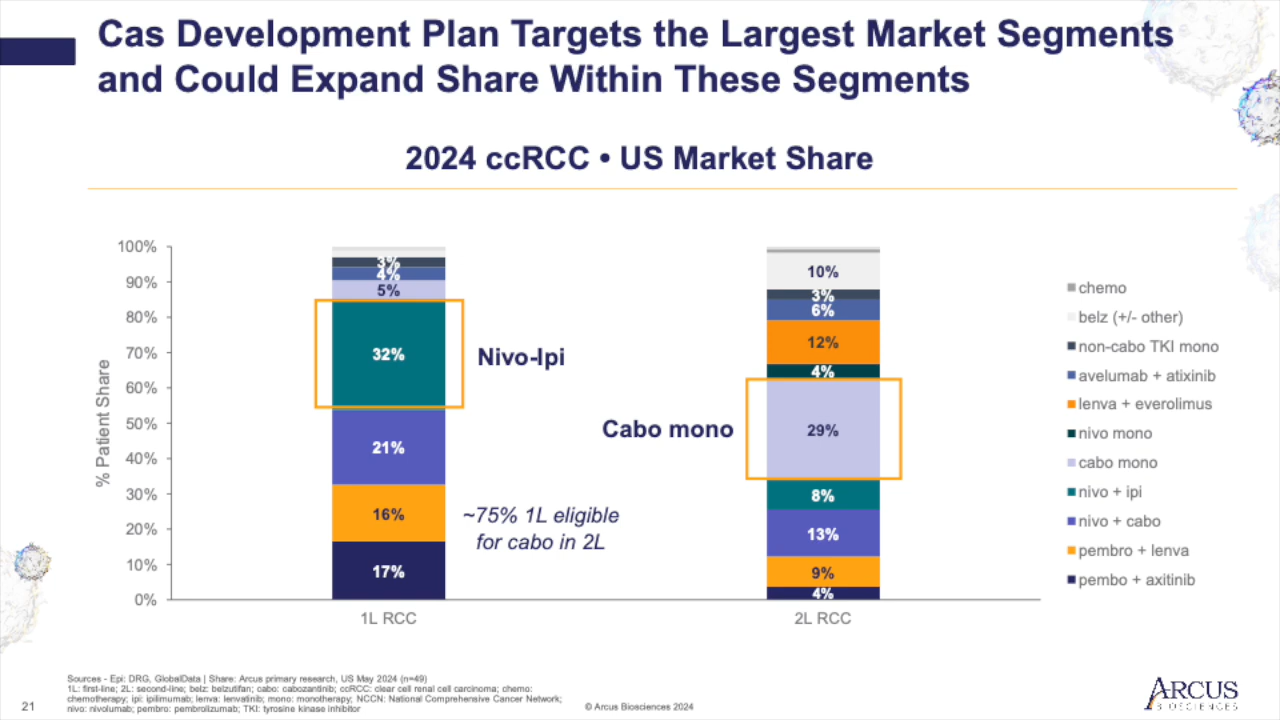 Cas Development Plan Targets the Largest Market Segments
and Could Expand Share Within These Segments
2024 ccRCC • US Market Share
% Patient Share
100%
90%
80%
70%
60%
50%
40%
30%
20%
10%
0%
3%
4%
5%
32%
21%
16%
17%
1L RCC
Nivo-Ipi
~75% 1L eligible
for cabo in 2L
Cabo mono
10%
3%
6%
12%
4%
29%
8%
13%
9%
4%
2L RCC
chemo
belz (+/- other)
non-cabo TKI mono
avelumab + atixinib
lenva + everolimus
nivo mono
cabo mono
nivo + ipi
nivo + cabo
pembro + lenva
pembo + axitinib
Sources - Epi: DRG, GlobalData | Share: Arcus primary research, US May 2024 (n=49)
1L: first-line; 2L: second-line; belz: belzutifan; cabo: cabozantinib; ccRCC: clear cell renal cell carcinoma; chemo:
chemotherapy; ipi: ipilimumab; lena: lenvatinib; mono: monotherapy; NCCN: National Comprehensive Cancer Network;
nivo: nivolumab; pembro: pembrolizumab; TKI: tyrosine kinase inhibitor
21
© Arcus Biosciences 2024
ARCUS
BIOSCIENCES